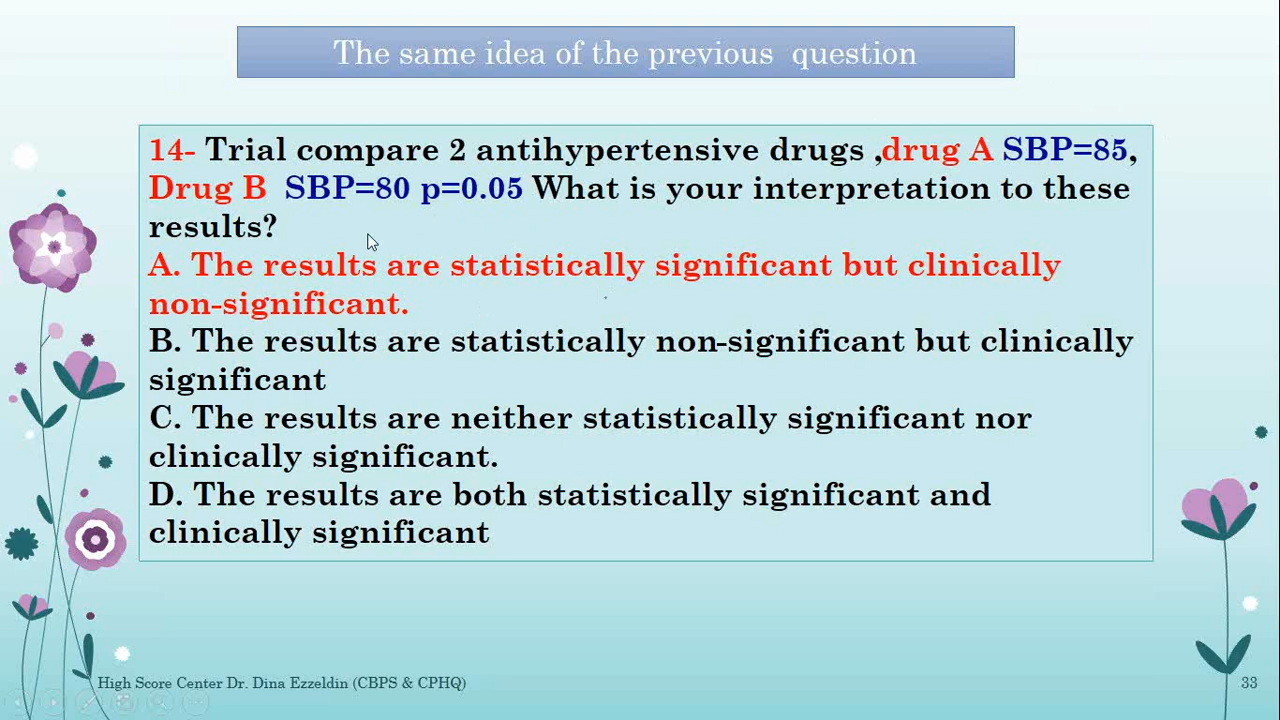 The same idea of the previous question
14- Trial compare 2 antihypertensive drugs ,drug A SBP=85,
Drug B SBP=80 p=0.05 What is your interpretation to these
results?
A. The results are statistically significant but clinically
non-significant.
B. The results are statistically non-significant but clinically
significant
C. The results are neither statistically significant nor
clinically significant.
D. The results are both statistically significant and
clinically significant
High Score Center Dr. Dina Ezzeldin (CBPS & CPHQ)
33